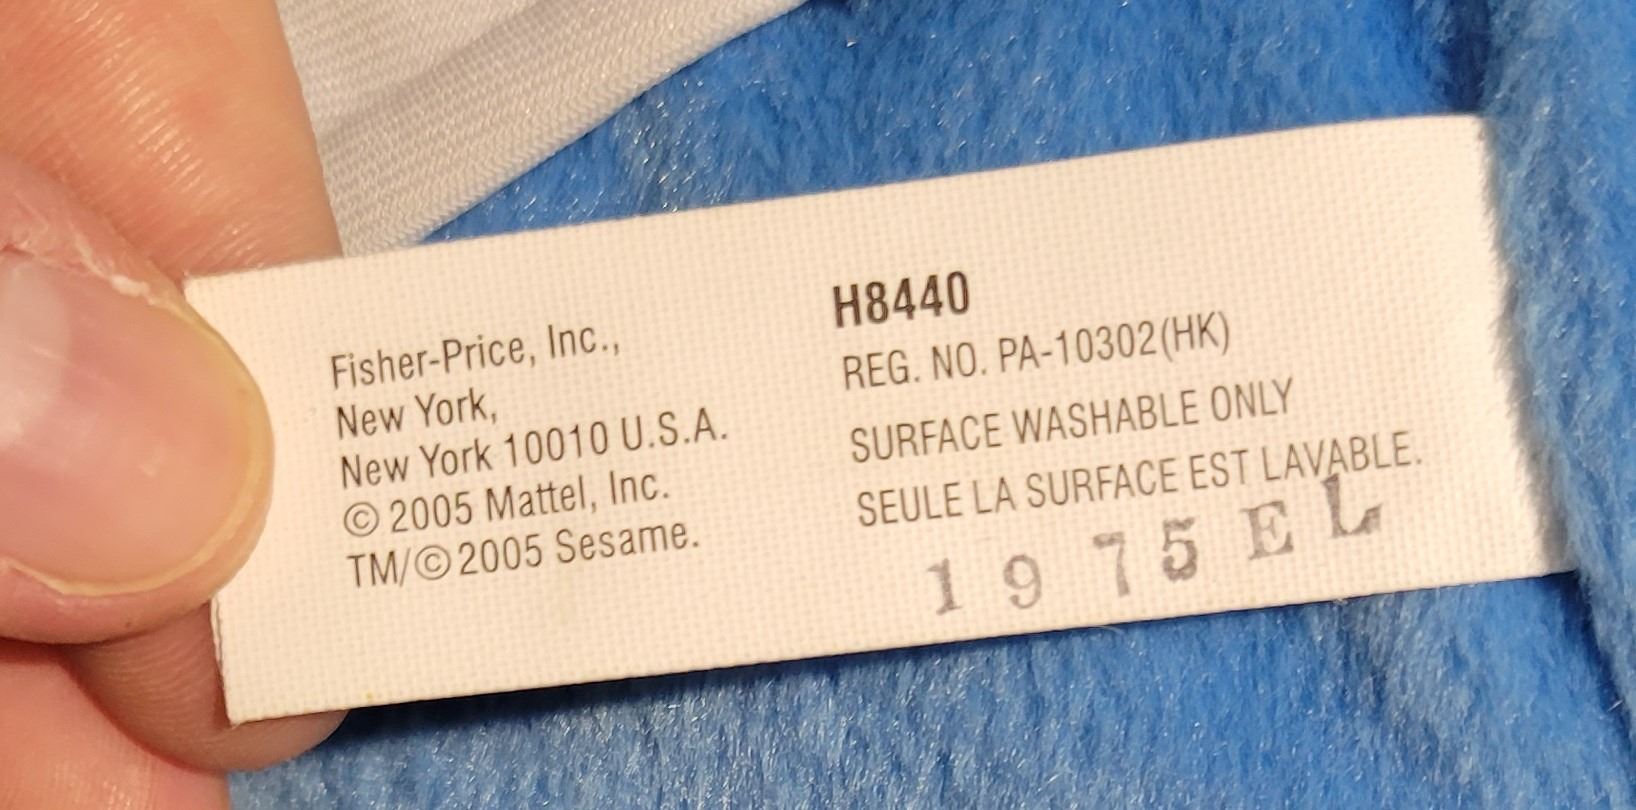 Fisher-Price, Inc.,
New York,
New York 10010 U.S.A.
© 2005 Mattel, Inc.
TM/© 2005 Sesame.
H8440
REG. NO. PA-10302(HK)
SURFACE WASHABLE ONLY
SEULE LA SURFACE EST LAVABLE.
1975EL